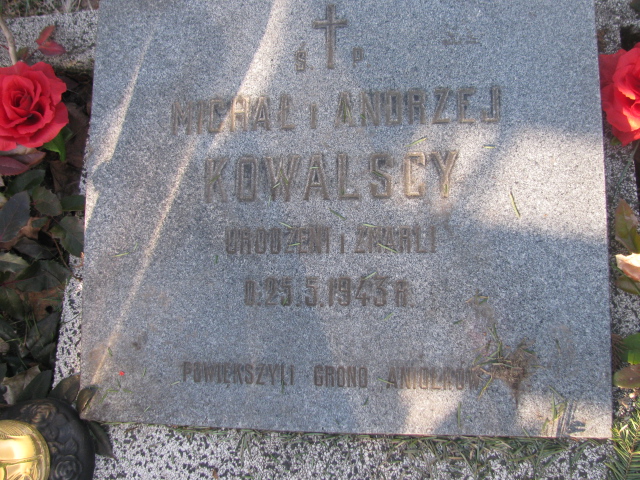 Ś P
MICHAŁ I ANDRZEJ
KOWALSCY
URODZENI I ZMARLI
D. 25.5.1943 R
POWIĘKSZYLI GRONO ANIOŁKÓW